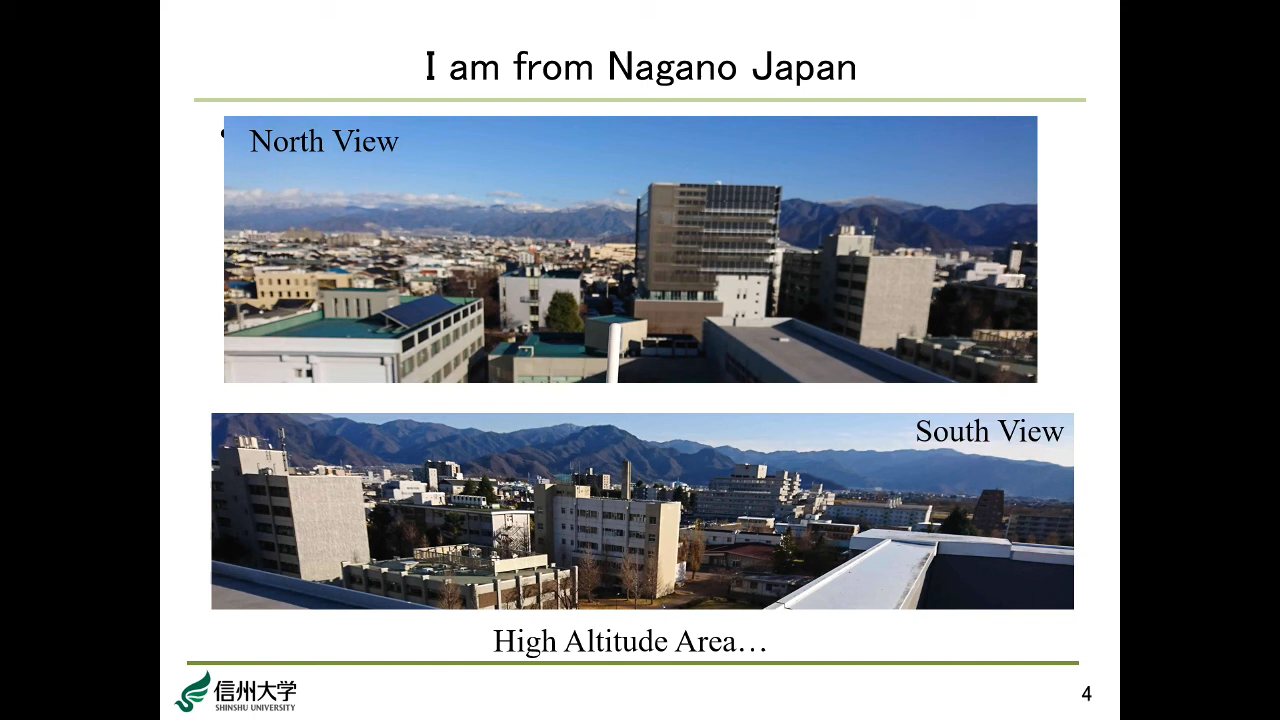 I am from Nagano Japan
•
North View
South View
High Altitude Area…
信州大学
SHINSHU UNIVERSITY
4